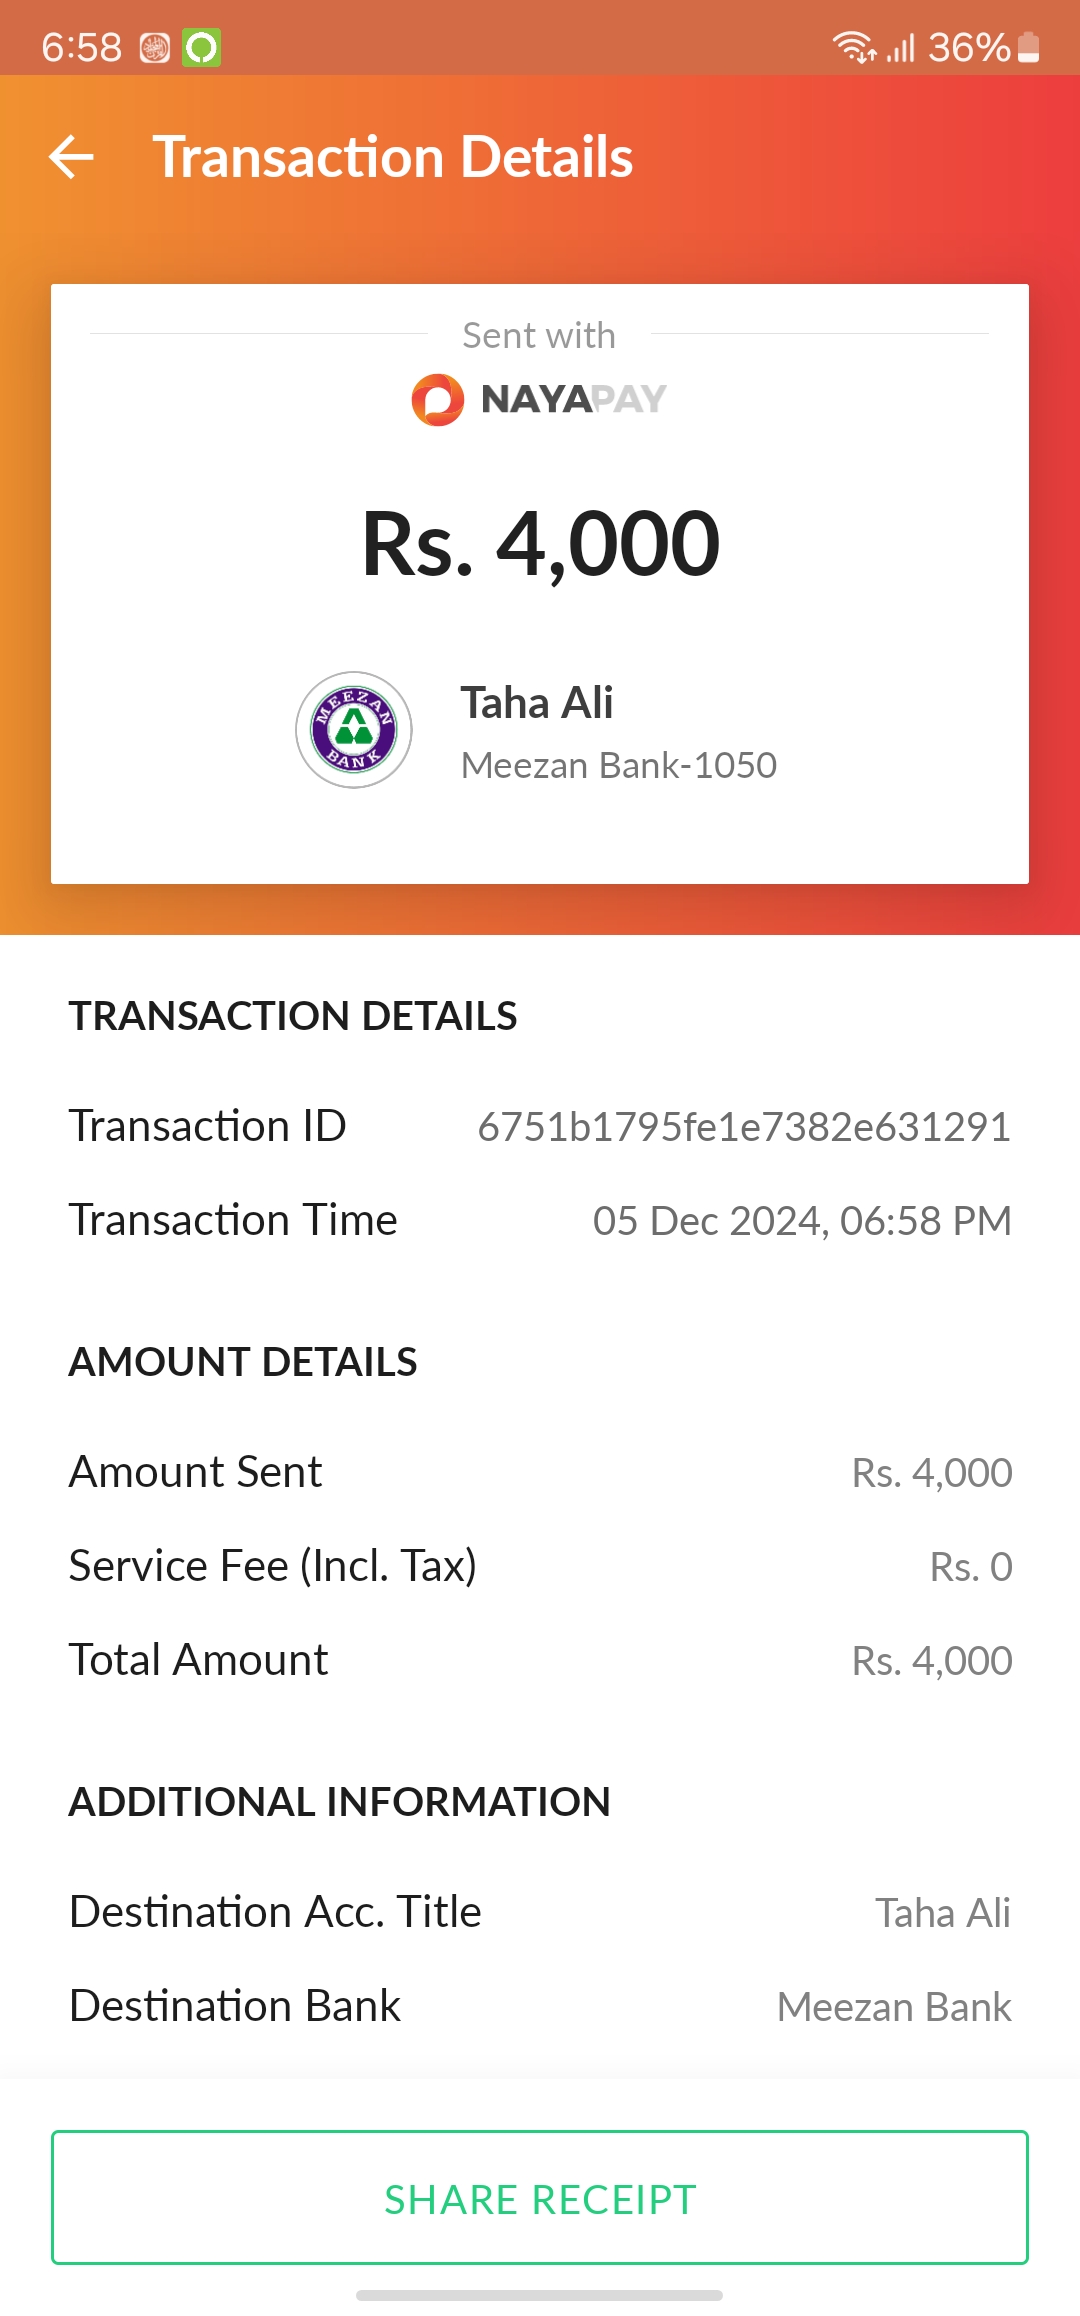 6:58 36%
Transaction Details
Sent with
NAYAPAY
Rs. 4,000
MEEZAN BANK
Taha Ali
Meezan Bank-1050
TRANSACTION DETAILS
Transaction ID 6751b1795fe1e7382e631291
Transaction Time 05 Dec 2024, 06:58 PM
AMOUNT DETAILS
Amount Sent Rs. 4,000
Service Fee (Incl. Tax) Rs. 0
Total Amount Rs. 4,000
ADDITIONAL INFORMATION
Destination Acc. Title Taha Ali
Destination Bank Meezan Bank
SHARE RECEIPT